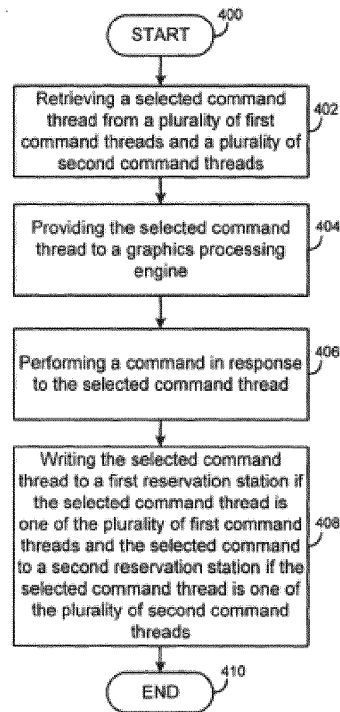 400
START
Retrieving a selected command
thread from a plurality of first
command threads and a plurality of
second command threads
402
Providing the selected command
thread to a graphics processing
engine
404
Performing a command in response
to the selected command thread
406
Writing the selected command
thread to a first reservation station if
the selected command thread is
one of the plurality of first command
threads and the selected command
to a second reservation station if the
selected command thread is one of
the plurality of second command
threads
408
END
410